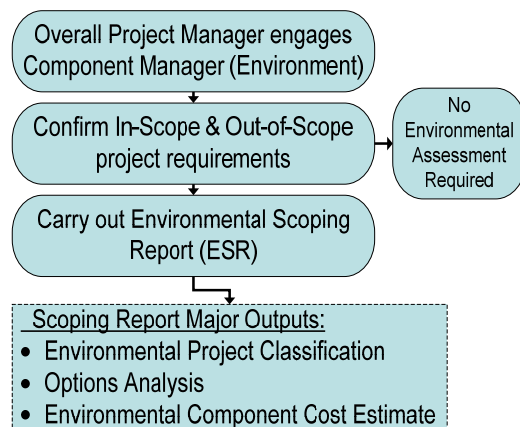 Overall Project Manager engages
Component Manager (Environment)
Confirm In-Scope & Out-of-Scope
project requirements
No
Environmental
Assessment
Required
Carry out Environmental Scoping
Report (ESR)
Scoping Report Major Outputs:
• Environmental Project Classification
• Options Analysis
• Environmental Component Cost Estimate